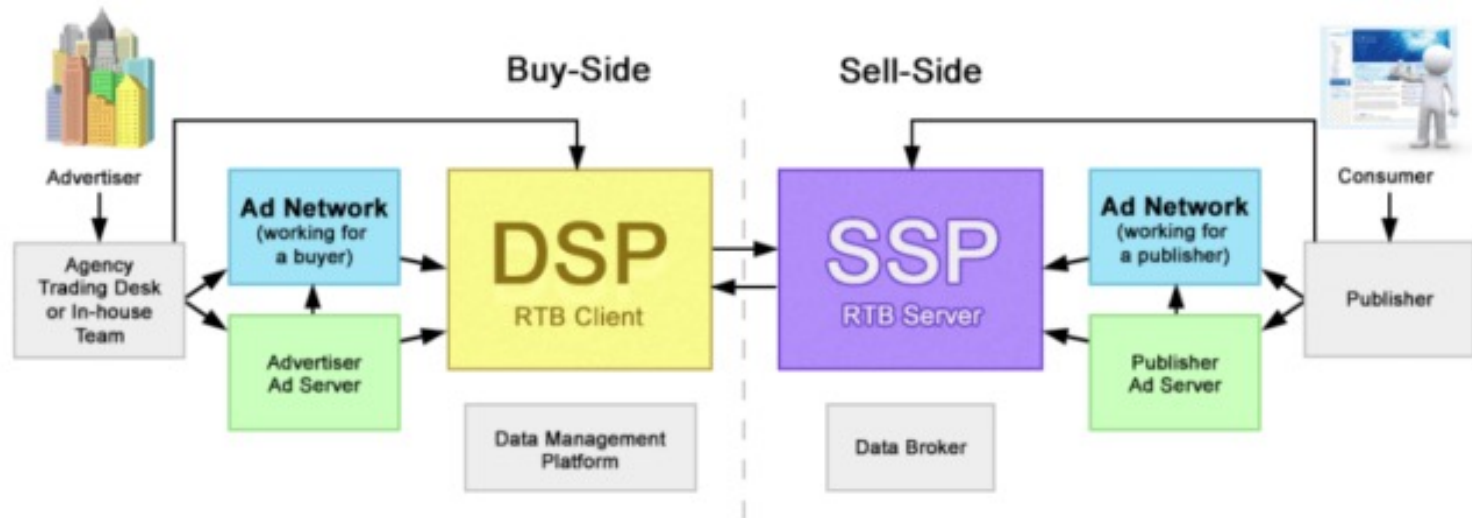 Buy-Side
Sell-Side
Advertiser
Agency
Trading Desk
or In-house
Team
Ad Network
(working for
a buyer)
Advertiser
Ad Server
DSP
RTB Client
Data Management
Platform
SSP
RTB Server
Data Broker
Ad Network
(working for
a publisher)
Publisher
Ad Server
Consumer
Publisher